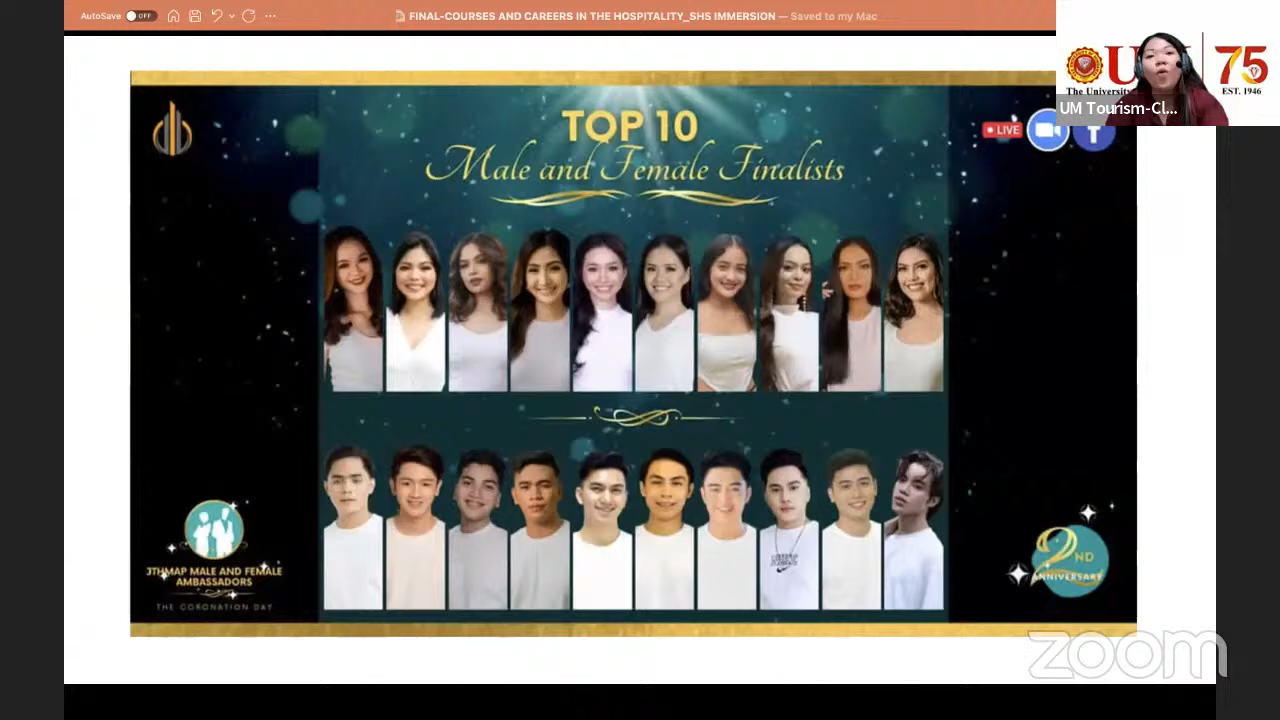 AutoSave OFF
FINAL-COURSES AND CAREERS IN THE HOSPITALITY_SHS IMMERSION — Saved to my Mac
TOP 10
Male and Female Finalists
LIVE
f
U
75
The University
EST. 1946
UM Tourism-Cl...
JTHMAP MALE AND FEMALE
AMBASSADORS
THE CORONATION DAY
2ND
ANNIVERSARY
zoom